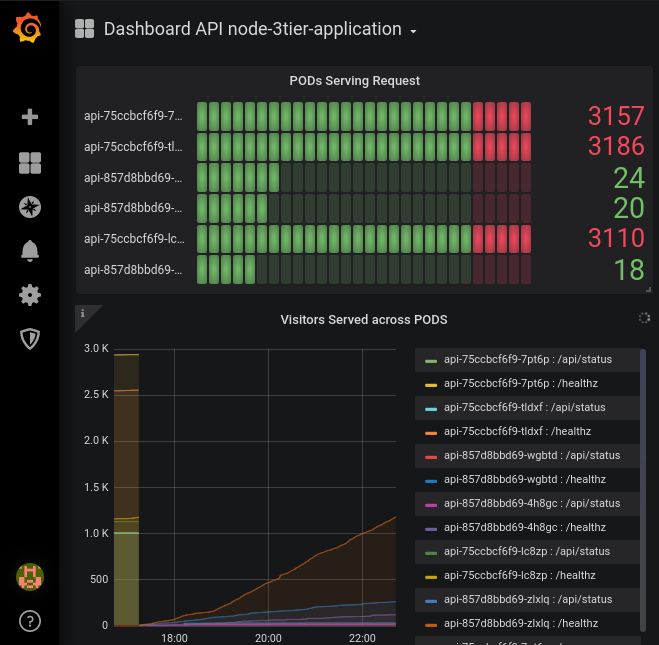 Dashboard API node-3tier-application
PODs Serving Request
api-75ccbcf6f9-7... 3157
api-75ccbcf6f9-tl... 3186
api-857d8bbd69-... 24
api-857d8bbd69-... 20
api-75ccbcf6f9-lc... 3110
api-857d8bbd69-... 18
i
Visitors Served across PODS
3.0 K
2.5 K
2.0 K
1.5 K
1.0 K
500
0
18:00 20:00 22:00
api-75ccbcf6f9-7pt6p : /api/status
api-75ccbcf6f9-7pt6p : /healthz
api-75ccbcf6f9-tldxf : /api/status
api-75ccbcf6f9-tldxf : /healthz
api-857d8bbd69-wgbtd : /api/status
api-857d8bbd69-wgbtd : /healthz
api-857d8bbd69-4h8gc : /api/status
api-857d8bbd69-4h8gc : /healthz
api-75ccbcf6f9-lc8zp : /api/status
api-75ccbcf6f9-lc8zp : /healthz
api-857d8bbd69-zlxlq : /api/status
api-857d8bbd69-zlxlq : /healthz